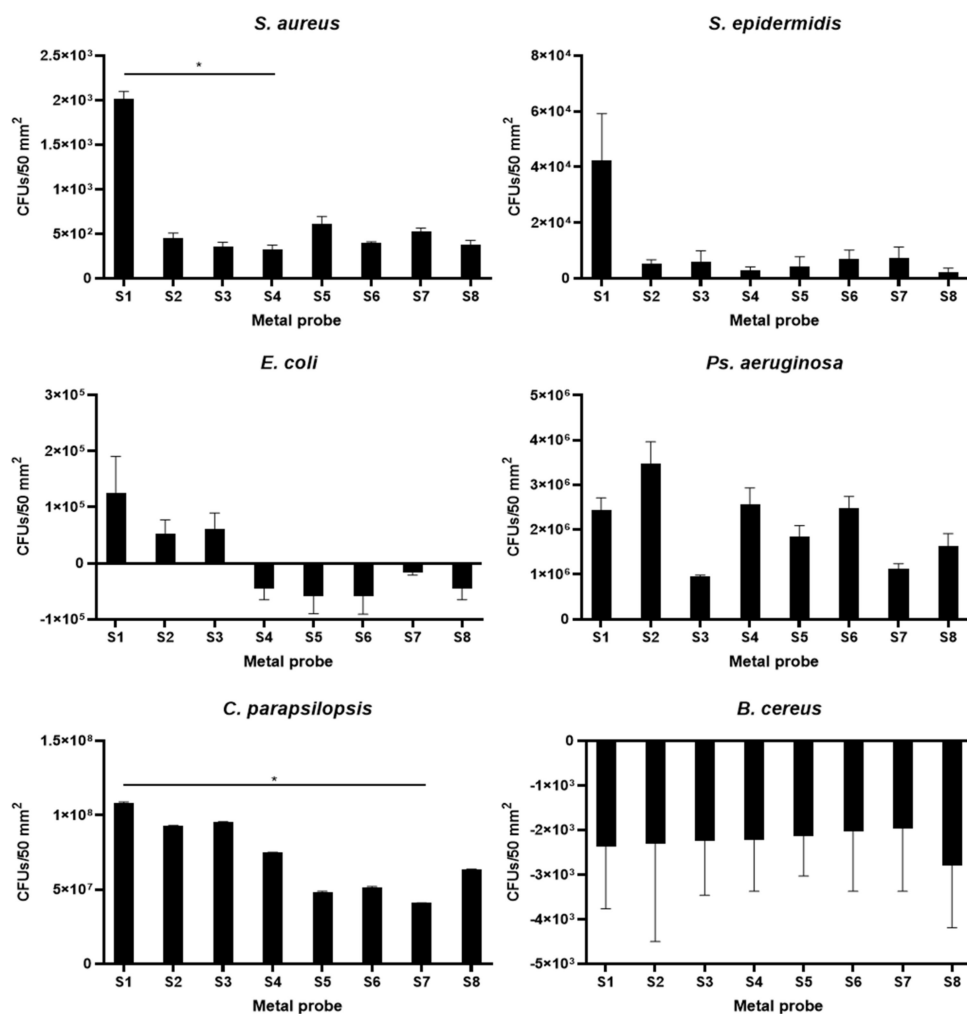 S. aureus
CFUs/50 mm²
2.5×10³
2×10³
1.5×10³
1×10³
5×10²
0
*
S1 S2 S3 S4 S5 S6 S7 S8
Metal probe
S. epidermidis
CFUs/50 mm²
8×10⁴
6×10⁴
4×10⁴
2×10⁴
0
S1 S2 S3 S4 S5 S6 S7 S8
Metal probe
E. coli
CFUs/50 mm²
3×10⁵
2×10⁵
1×10⁵
0
-1×10⁵
S1 S2 S3 S4 S5 S6 S7 S8
Metal probe
Ps. aeruginosa
CFUs/50 mm²
5×10⁶
4×10⁶
3×10⁶
2×10⁶
1×10⁶
0
S1 S2 S3 S4 S5 S6 S7 S8
Metal probe
C. parapsilopsis
CFUs/50 mm²
1.5×10⁸
1×10⁸
5×10⁷
0
*
S1 S2 S3 S4 S5 S6 S7 S8
Metal probe
B. cereus
CFUs/50 mm²
0
-1×10³
-2×10³
-3×10³
-4×10³
-5×10³
S1 S2 S3 S4 S5 S6 S7 S8
Metal probe